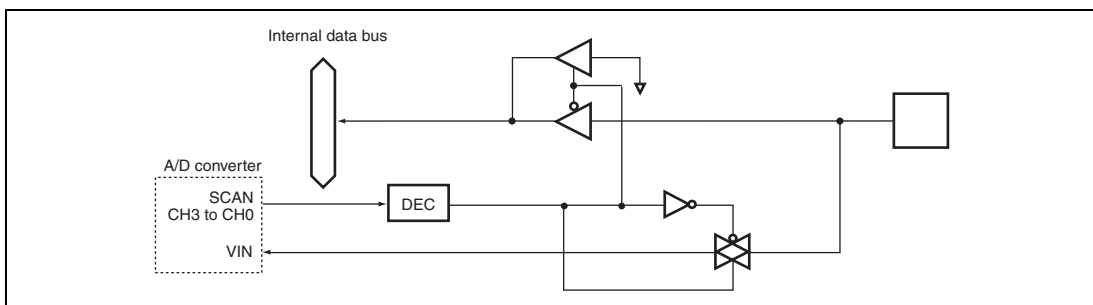 Internal data bus
A/D converter
SCAN
CH3 to CH0
DEC
VIN